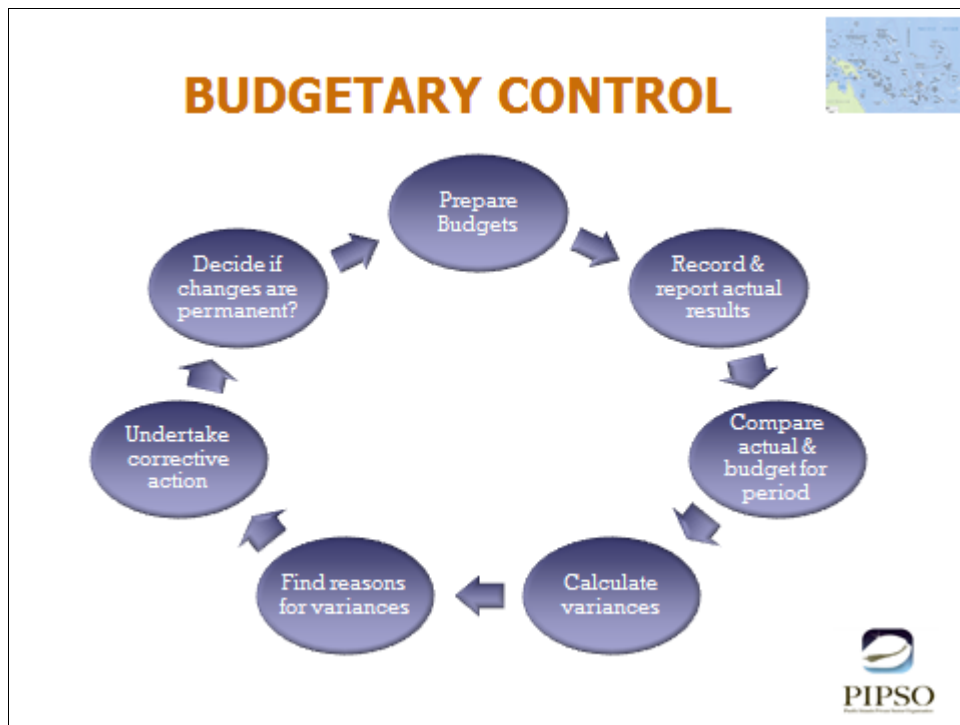 BUDGETARY CONTROL
Prepare
Budgets
Record &
report actual
results
Compare
actual &
budget for
period
Calculate
variances
Find reasons
for variances
Undertake
corrective
action
Decide if
changes are
permanent?
PIPSO